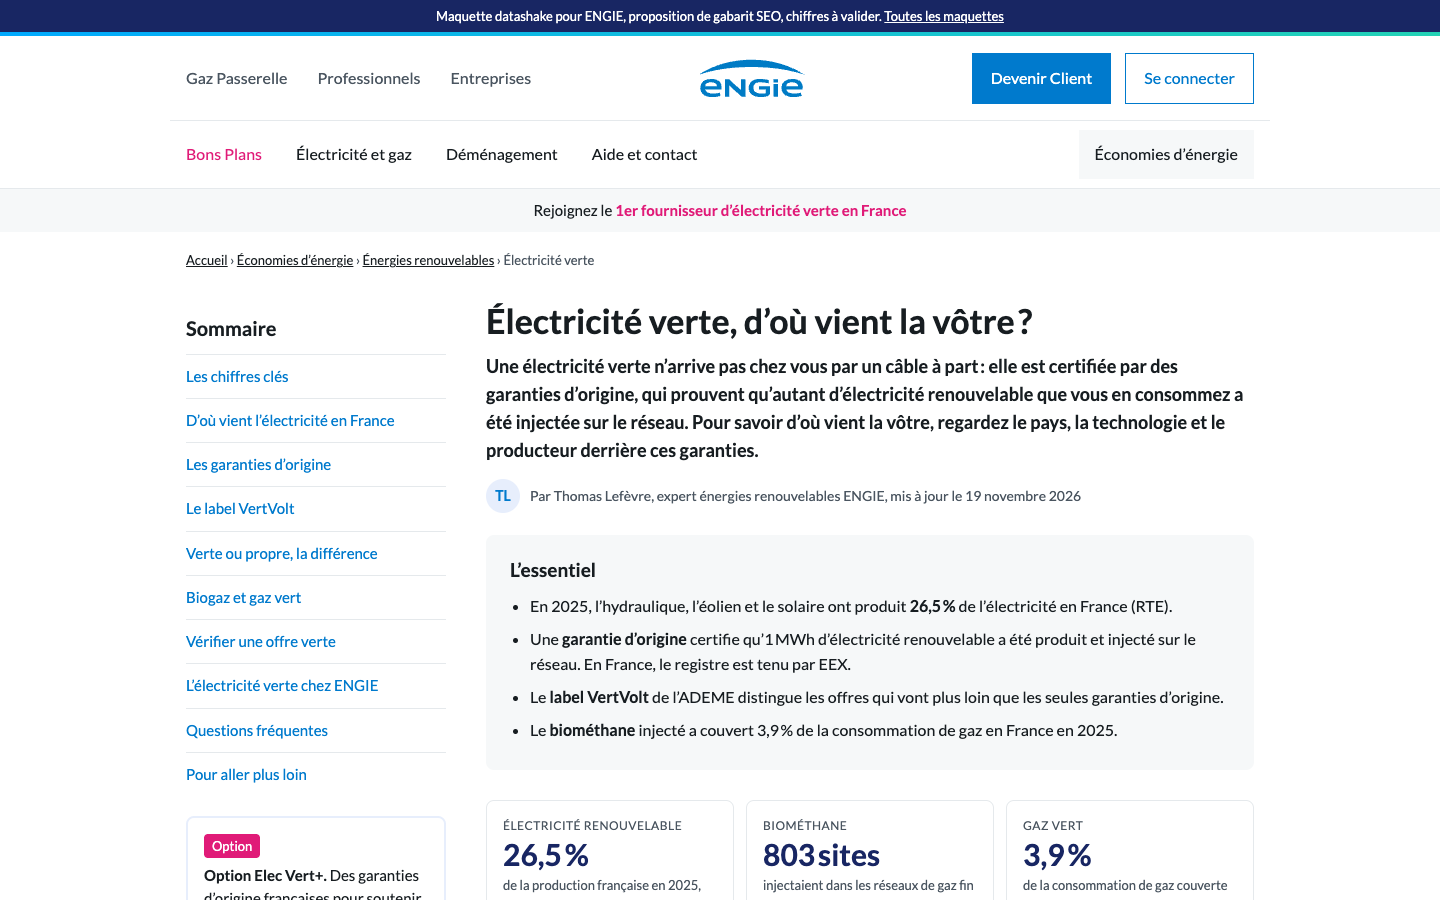 Maquette datashake pour ENGIE, proposition de gabarit SEO, chiffres à valider. Toutes les maquettes
Gaz Passerelle
Professionnels
Entreprises
ENGIE
Devenir Client
Se connecter
Bons Plans
Électricité et gaz
Déménagement
Aide et contact
Économies d’énergie
Rejoignez le 1er fournisseur d’électricité verte en France
Accueil › Économies d’énergie › Énergies renouvelables › Électricité verte
Sommaire
Les chiffres clés
D’où vient l’électricité en France
Les garanties d’origine
Le label VertVolt
Verte ou propre, la différence
Biogaz et gaz vert
Vérifier une offre verte
L’électricité verte chez ENGIE
Questions fréquentes
Pour aller plus loin
Option
Option Elec Vert+. Des garanties
d’origine françaises pour soutenir
Électricité verte, d’où vient la vôtre ?
Une électricité verte n’arrive pas chez vous par un câble à part : elle est certifiée par des
garanties d’origine, qui prouvent qu’autant d’électricité renouvelable que vous en consommez a
été injectée sur le réseau. Pour savoir d’où vient la vôtre, regardez le pays, la technologie et le
producteur derrière ces garanties.
TL
Par Thomas Lefèvre, expert énergies renouvelables ENGIE, mis à jour le 19 novembre 2026
L’essentiel
• En 2025, l’hydraulique, l’éolien et le solaire ont produit 26,5 % de l’électricité en France (RTE).
• Une garantie d’origine certifie qu’1 MWh d’électricité renouvelable a été produit et injecté sur le
réseau. En France, le registre est tenu par EEX.
• Le label VertVolt de l’ADEME distingue les offres qui vont plus loin que les seules garanties d’origine.
• Le biométhane injecté a couvert 3,9 % de la consommation de gaz en France en 2025.
ÉLECTRICITÉ RENOUVELABLE
26,5 %
de la production française en 2025,
BIOMÉTHANE
803 sites
injectaient dans les réseaux de gaz fin
GAZ VERT
3,9 %
de la consommation de gaz couverte